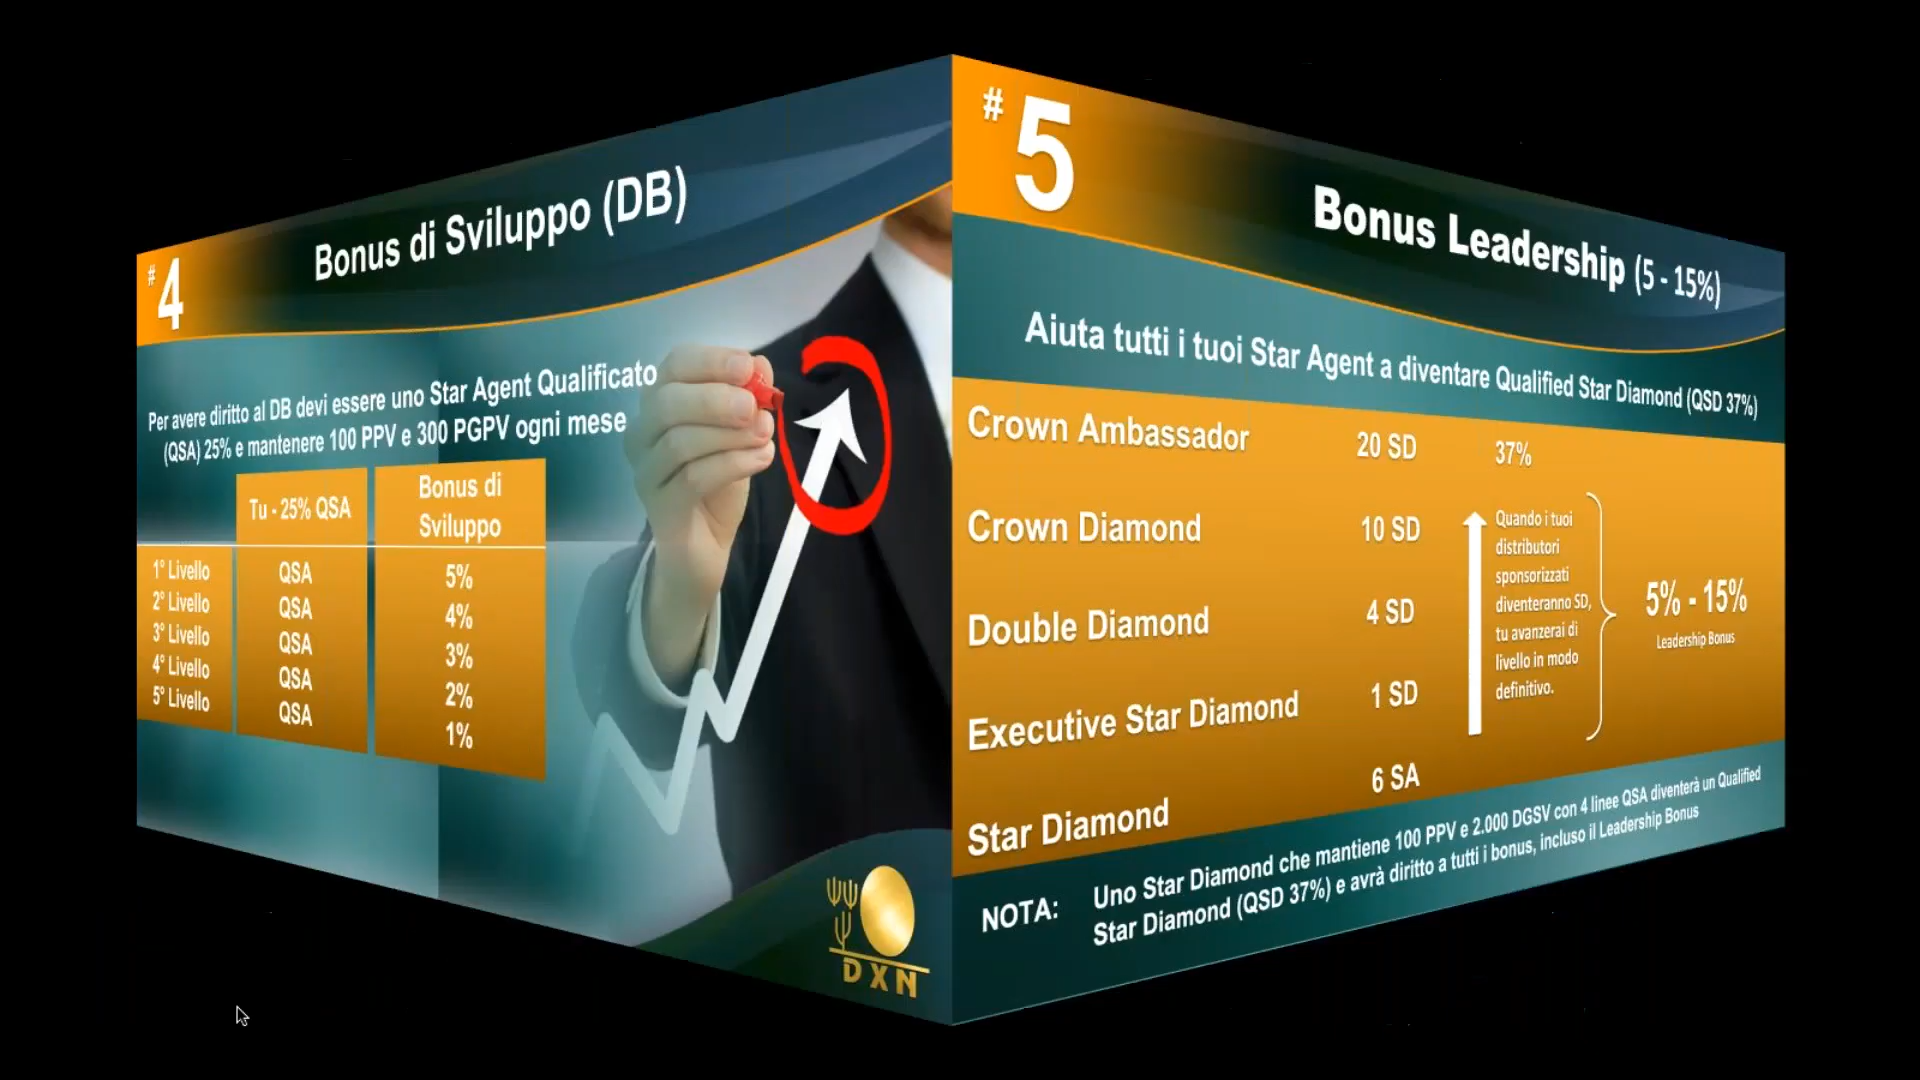 #4
Bonus di Sviluppo (DB)
Per avere diritto al DB devi essere uno Star Agent Qualificato
(QSA) 25% e mantenere 100 PPV e 300 PGPV ogni mese
Tu - 25% QSA
Bonus di
Sviluppo
1° Livello QSA 5%
2° Livello QSA 4%
3° Livello QSA 3%
4° Livello QSA 2%
5° Livello QSA 1%
DXN
#5
Bonus Leadership (5 - 15%)
Aiuta tutti i tuoi Star Agent a diventare Qualified Star Diamond (QSD 37%)
Crown Ambassador 20 SD 37%
Crown Diamond 10 SD
Double Diamond 4 SD
Executive Star Diamond 1 SD
Star Diamond 6 SA
Quando i tuoi
distributori
sponsorizzati
diventeranno SD,
tu avanzerai di
livello in modo
definitivo.
5% - 15%
Leadership Bonus
NOTA:
Uno Star Diamond che mantiene 100 PPV e 2.000 DGSV con 4 linee QSA diventerà un Qualified
Star Diamond (QSD 37%) e avrà diritto a tutti i bonus, incluso il Leadership Bonus